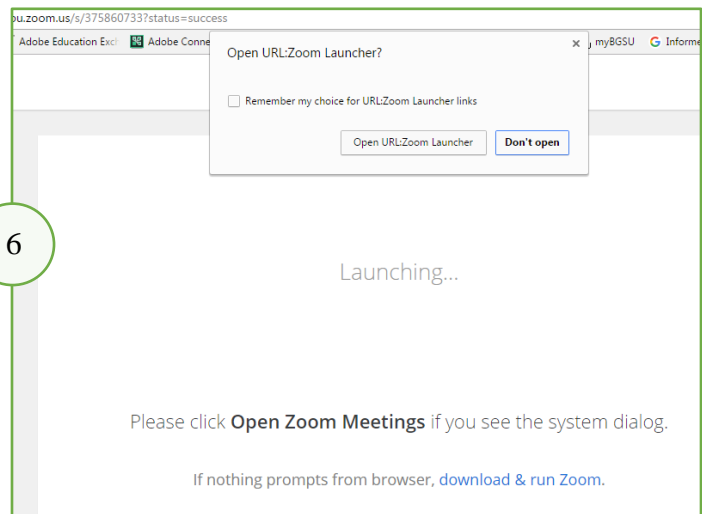 ou.zoom.us/s/375860733?status=success
Adobe Education Exch Adobe Conne myBGSU G Informe
Open URL:Zoom Launcher? ×
Remember my choice for URL:Zoom Launcher links
Open URL:Zoom Launcher Don't open
6
Launching...
Please click Open Zoom Meetings if you see the system dialog.
If nothing prompts from browser, download & run Zoom.